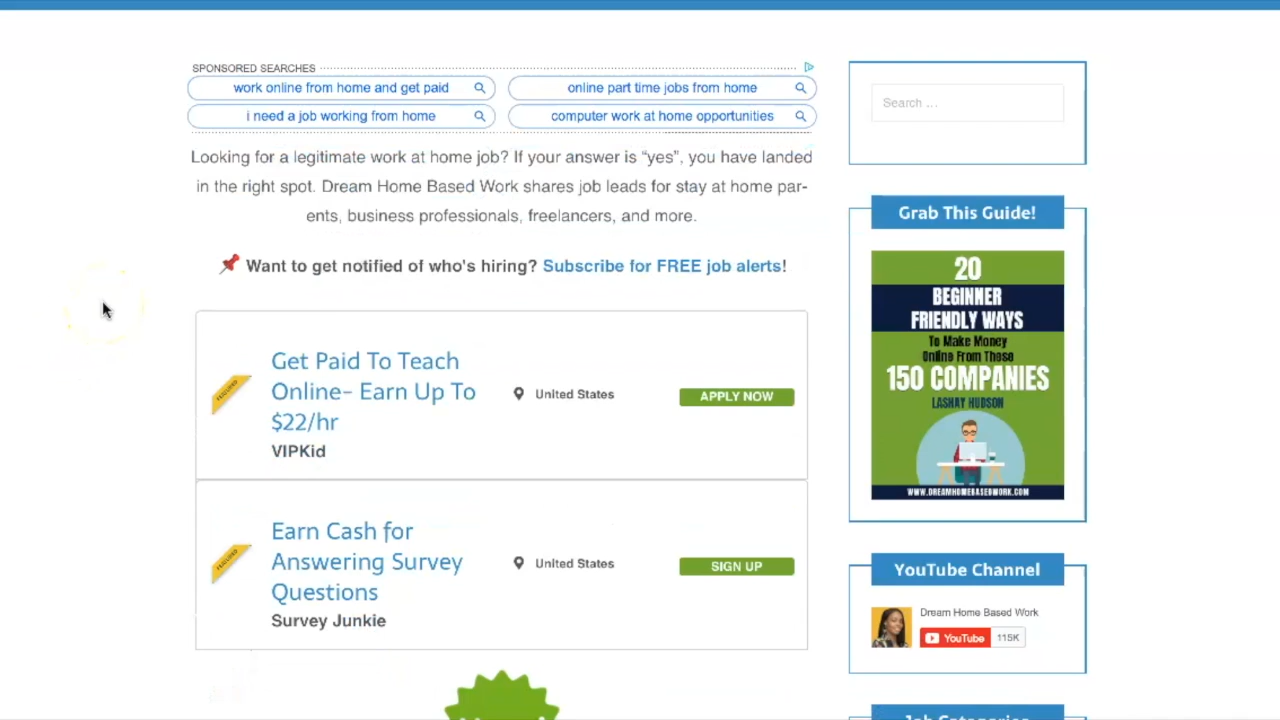 SPONSORED SEARCHES
work online from home and get paid
online part time jobs from home
i need a job working from home
computer work at home opportunities
Looking for a legitimate work at home job? If your answer is “yes”, you have landed
in the right spot. Dream Home Based Work shares job leads for stay at home par-
ents, business professionals, freelancers, and more.
Want to get notified of who's hiring? Subscribe for FREE job alerts!
FEATURED
Get Paid To Teach
Online– Earn Up To
$22/hr
VIPKid
United States
APPLY NOW
FEATURED
Earn Cash for
Answering Survey
Questions
Survey Junkie
United States
SIGN UP
Search ...
Grab This Guide!
20
BEGINNER
FRIENDLY WAYS
To Make Money
Online From These
150 COMPANIES
LASHAY HUDSON
WWW.DREAMHOMEBASEDWORK.COM
YouTube Channel
Dream Home Based Work
YouTube 115K
Job Categories